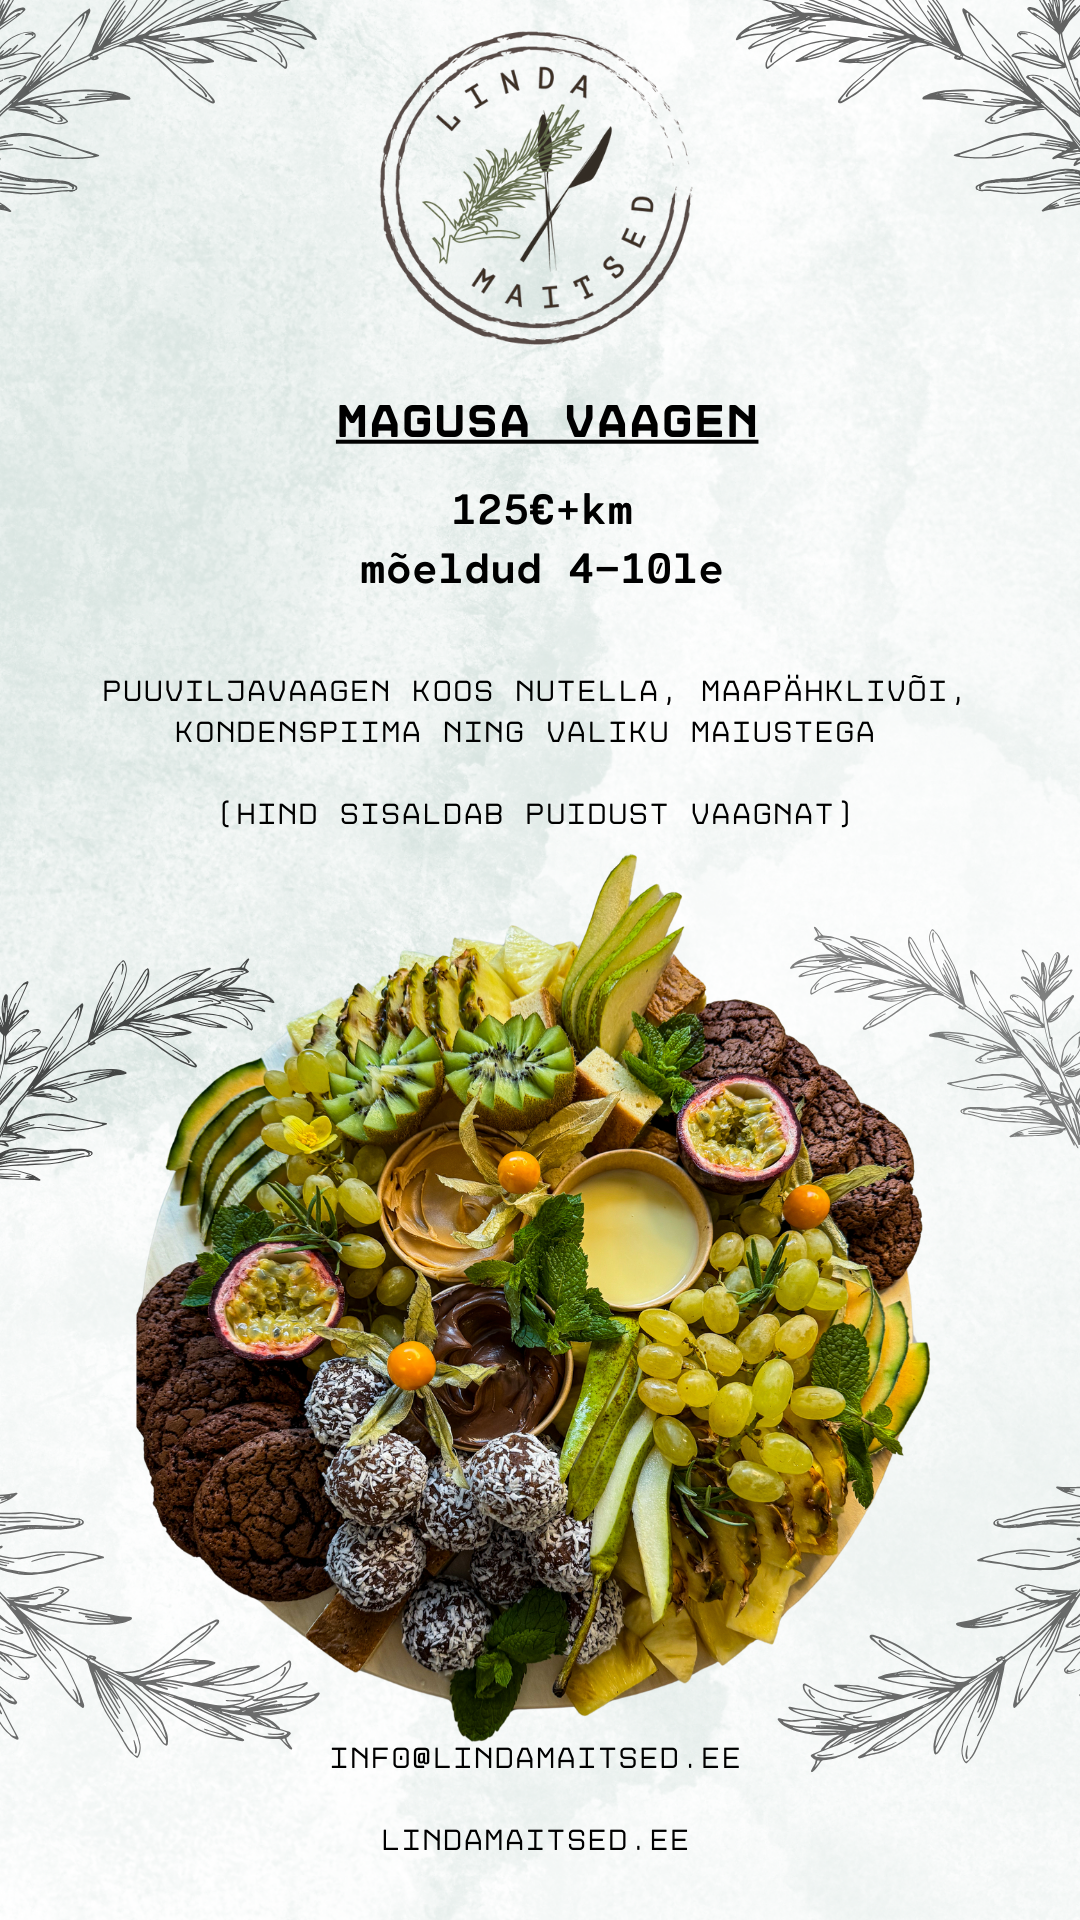 LINDA
MAITSED
MAGUSA VAAGEN
125€+km
mõeldud 4-10le
PUUVILJAVAAGEN KOOS NUTELLA, MAAPÄHKLIVÕI,
KONDENSPIIMA NING VALIKU MAIUSTEGA
(HIND SISALDAB PUIDUST VAAGNAT)
INFO@LINDAMAITSED.EE
LINDAMAITSED.EE